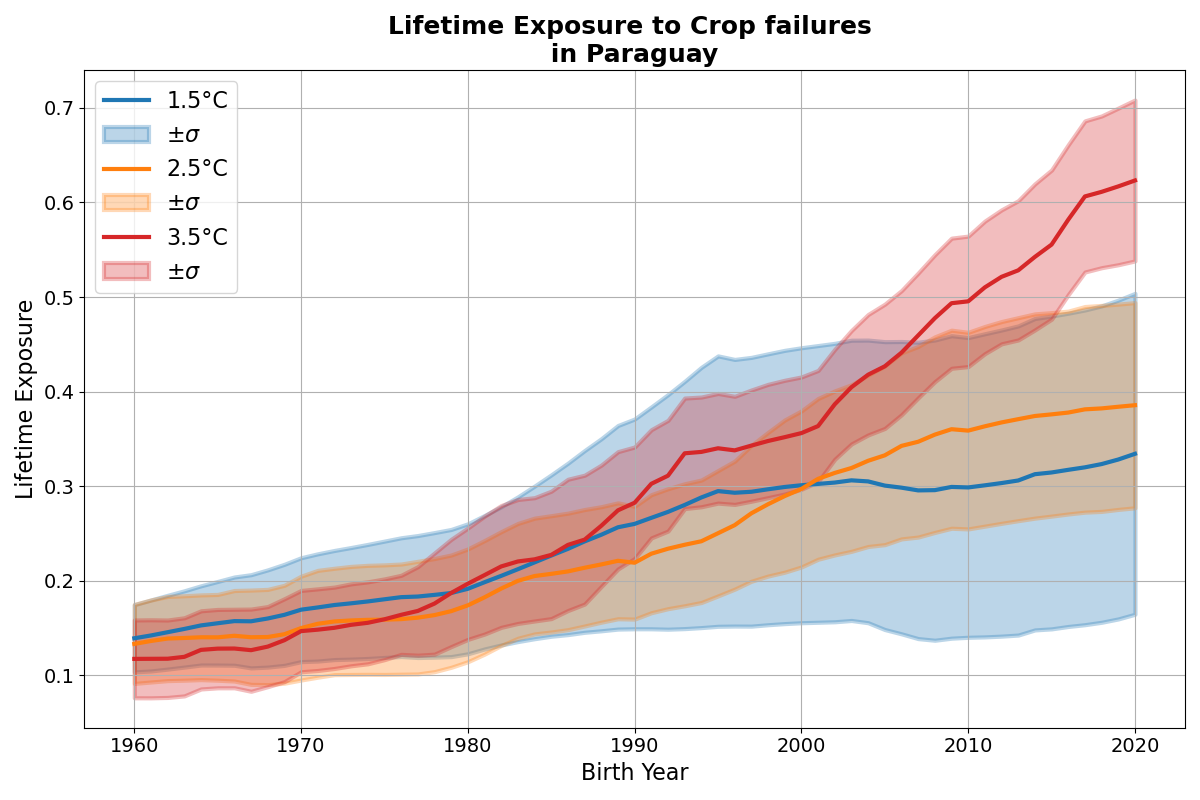 Lifetime Exposure to Crop failures
in Paraguay
1.5°C
±σ
2.5°C
±σ
3.5°C
±σ
0.7
0.6
0.5
0.4
0.3
0.2
0.1
Lifetime Exposure
1960 1970 1980 1990 2000 2010 2020
Birth Year